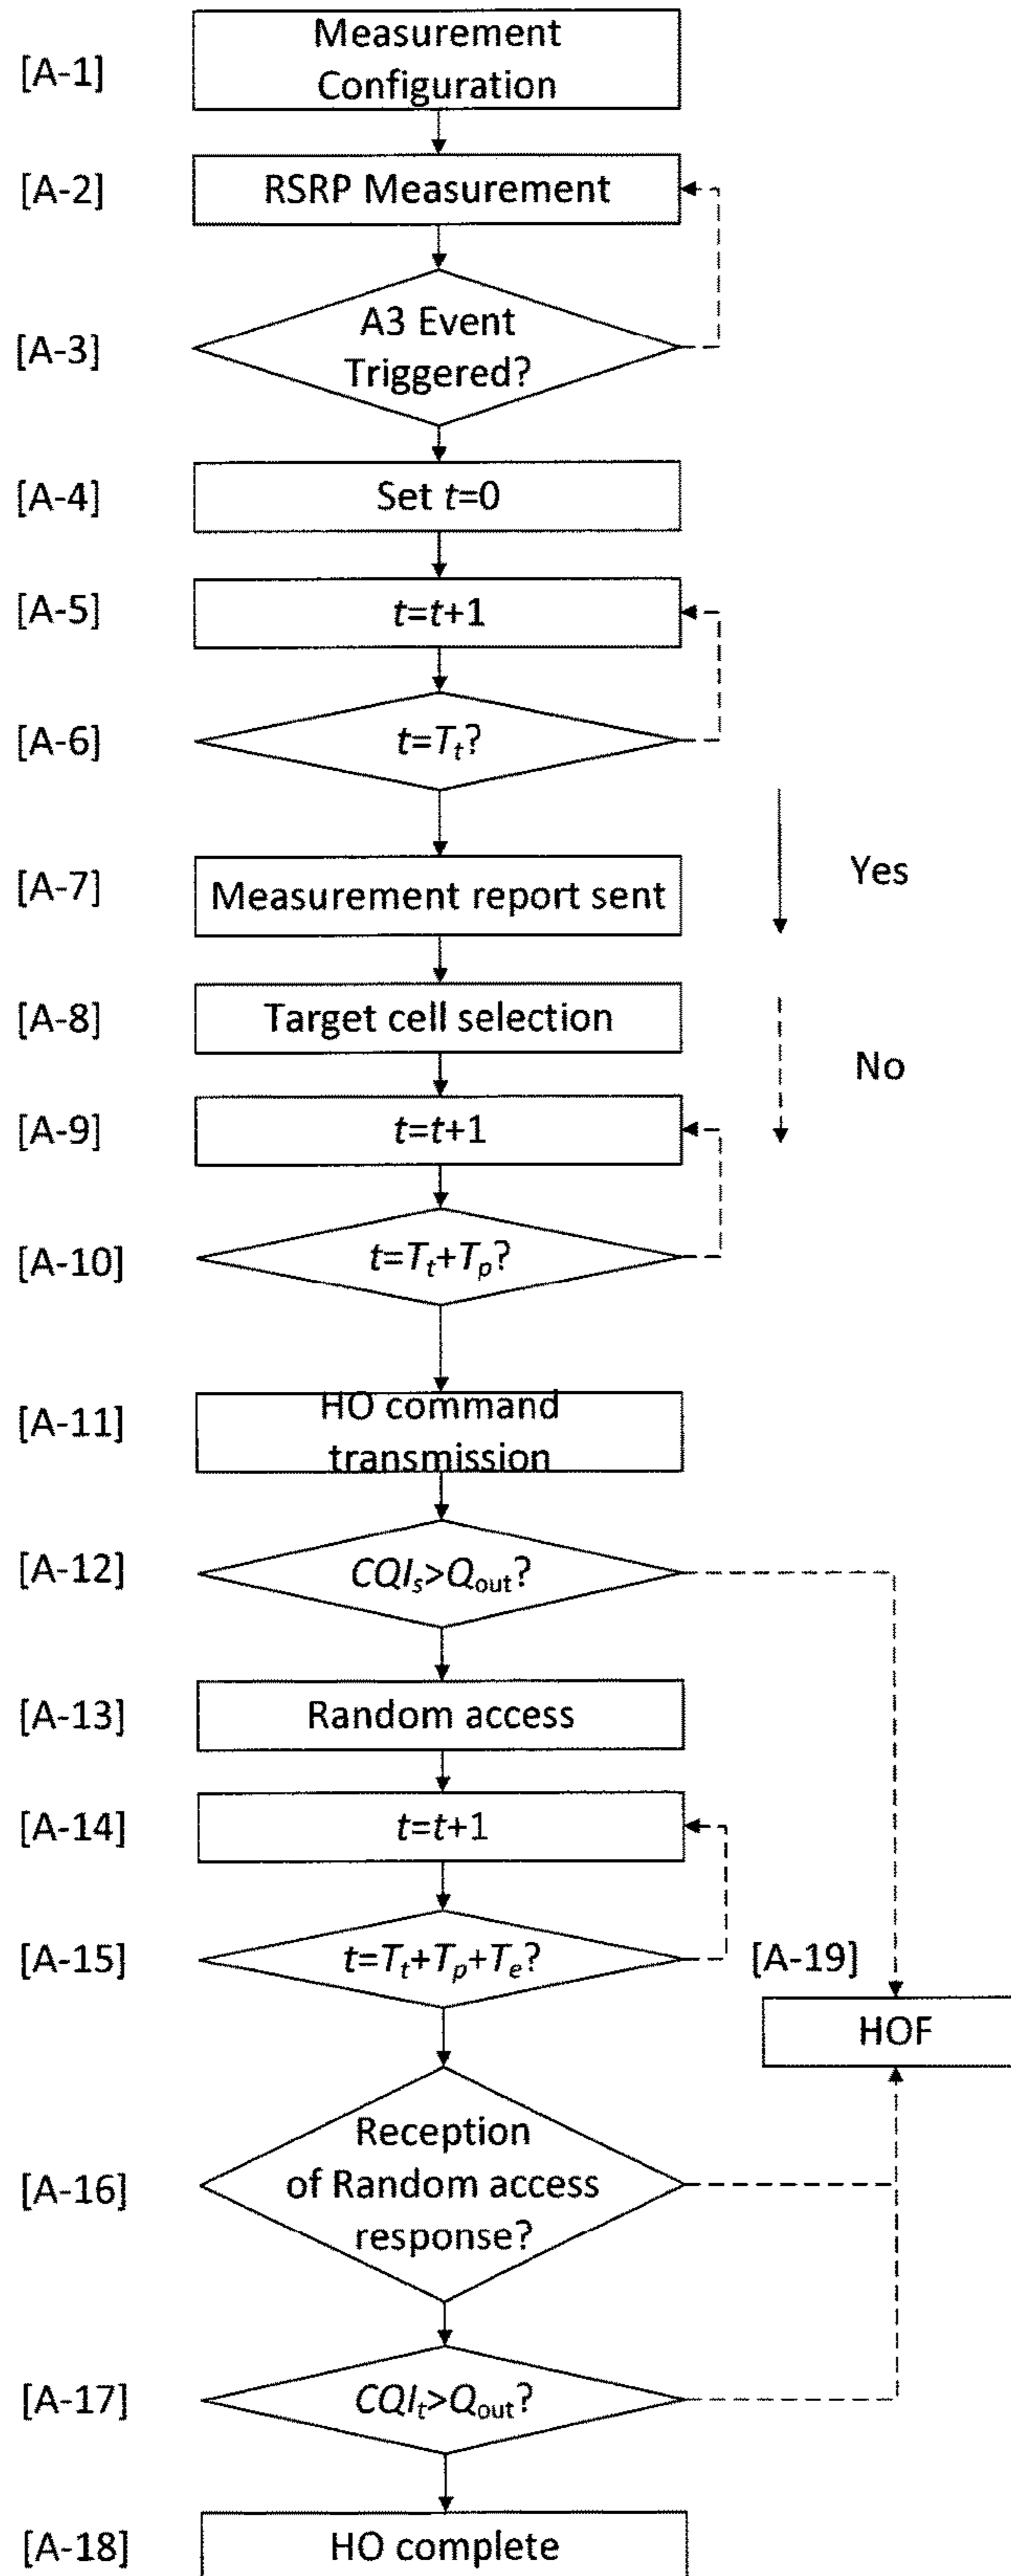 [A-1]
Measurement
Configuration
[A-2]
RSRP Measurement
[A-3]
A3 Event
Triggered?
[A-4]
Set t=0
[A-5]
t=t+1
[A-6]
t=Tt?
Yes
[A-7]
Measurement report sent
[A-8]
Target cell selection
No
[A-9]
t=t+1
[A-10]
t=Tt+Tp?
[A-11]
HO command
transmission
[A-12]
CQIs>Qout?
[A-13]
Random access
[A-14]
t=t+1
[A-15]
t=Tt+Tp+Te?
[A-19]
HOF
[A-16]
Reception
of Random access
response?
[A-17]
CQIt>Qout?
[A-18]
HO complete